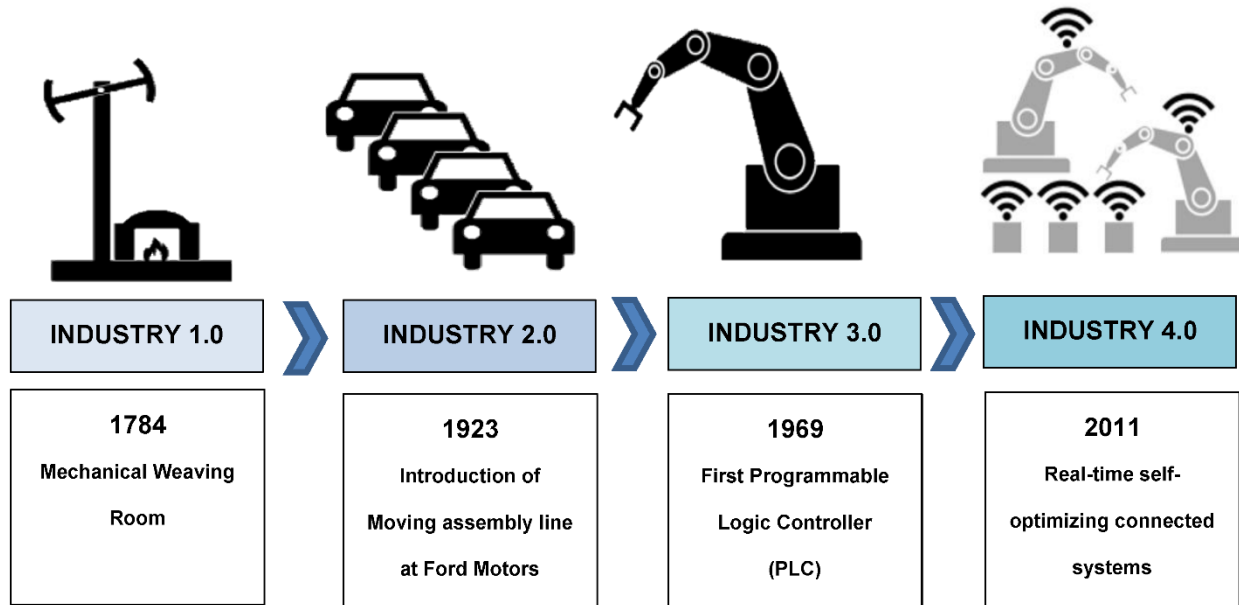 INDUSTRY 1.0
INDUSTRY 2.0
INDUSTRY 3.0
INDUSTRY 4.0
1784
Mechanical Weaving
Room
1923
Introduction of
Moving assembly line
at Ford Motors
1969
First Programmable
Logic Controller
(PLC)
2011
Real-time self-
optimizing connected
systems